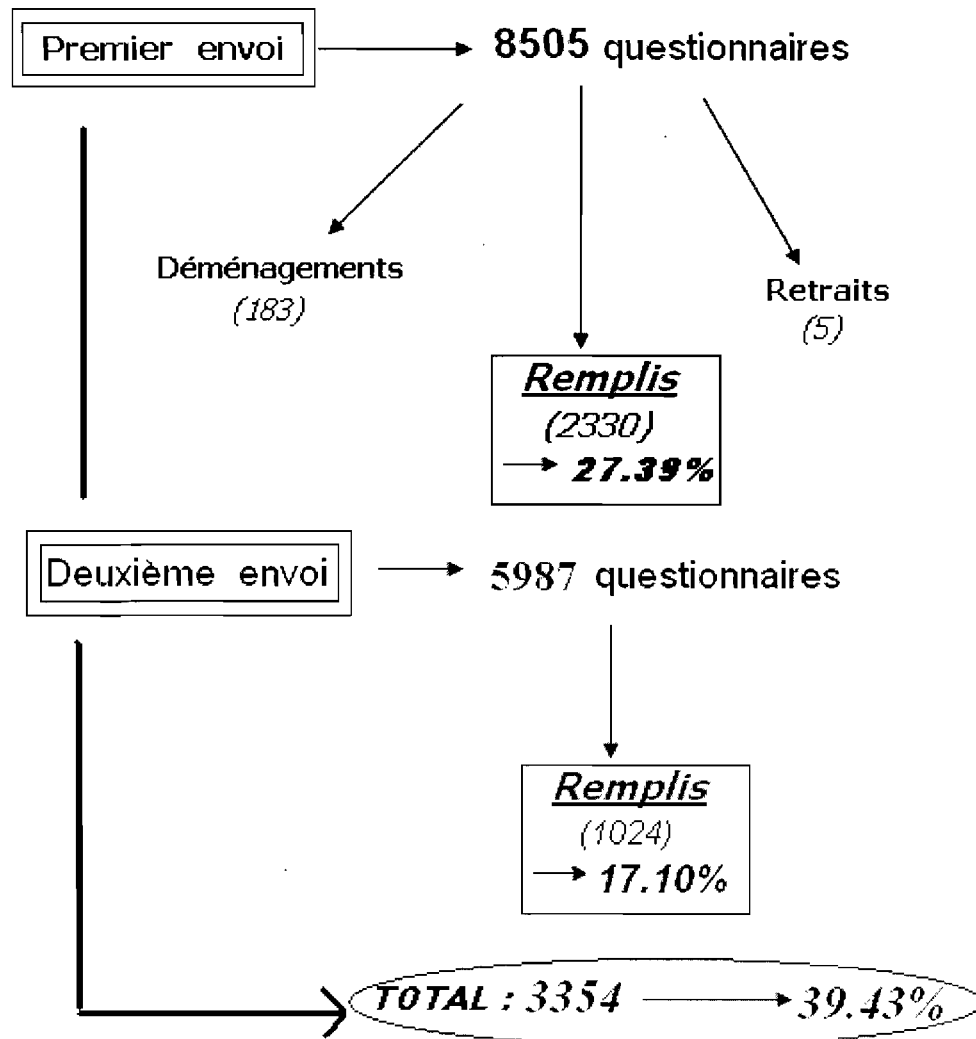 Premier envoi
8505 questionnaires
Déménagements
(183)
Retraits
(5)
Remplis
(2330)
27.39%
Deuxième envoi
5987 questionnaires
Remplis
(1024)
17.10%
TOTAL : 3354
39.43%